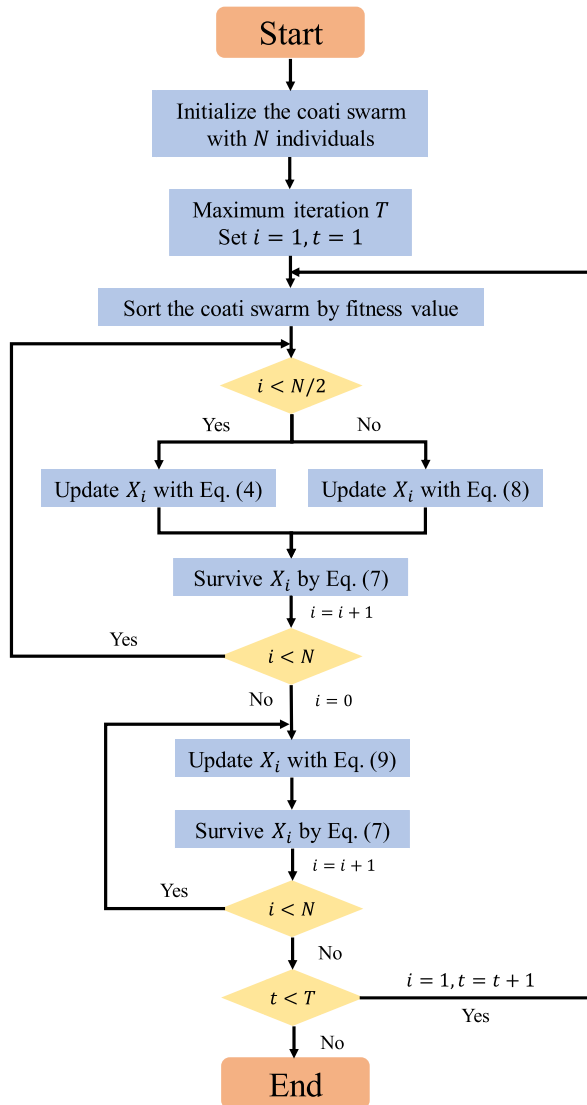 Start
Initialize the coati swarm
with N individuals
Maximum iteration T
Set i = 1, t = 1
Sort the coati swarm by fitness value
i < N/2
Yes
No
Update X_i with Eq. (4)
Update X_i with Eq. (8)
Survive X_i by Eq. (7)
i = i + 1
Yes
i < N
No
i = 0
Update X_i with Eq. (9)
Survive X_i by Eq. (7)
i = i + 1
Yes
i < N
No
t < T
i = 1, t = t + 1
Yes
No
End